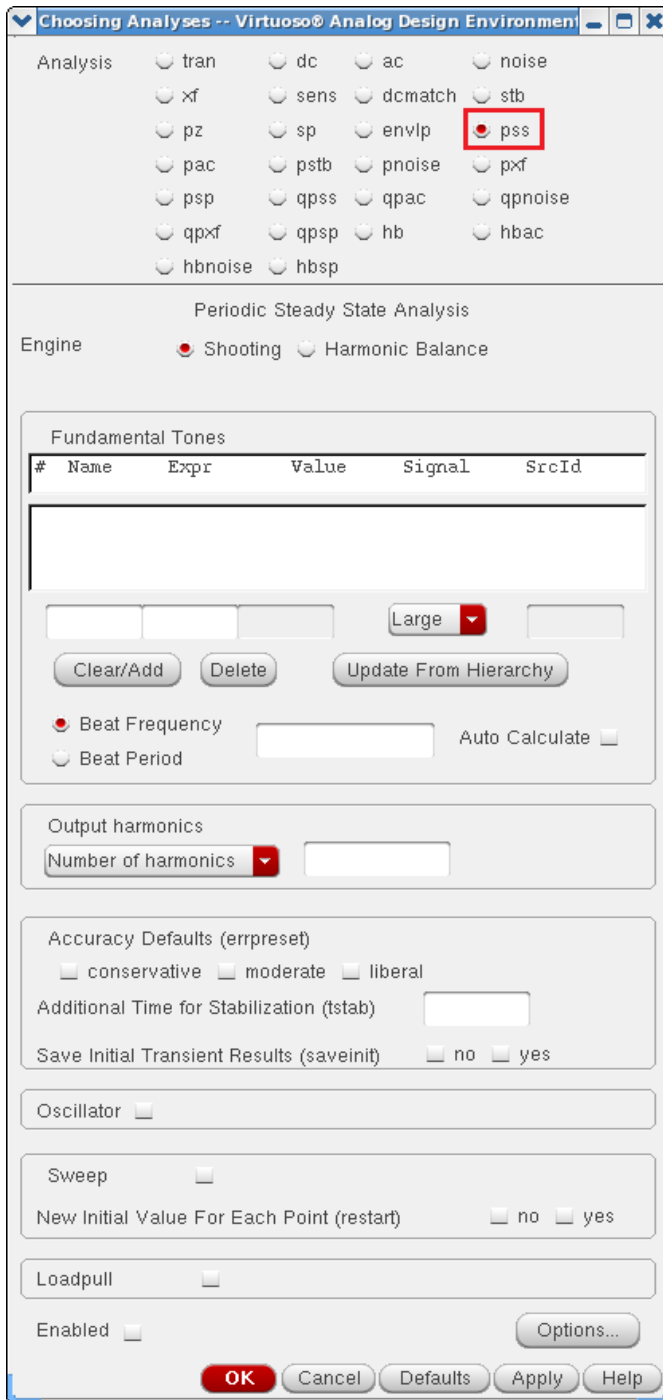 Choosing Analyses -- Virtuoso® Analog Design Environment
Analysis tran dc ac noise
xf sens dcmatch stb
pz sp envlp pss
pac pstb pnoise pxf
psp qpss qpac qpnoise
qpxf qpsp hb hbac
hbnoise hbsp
Periodic Steady State Analysis
Engine Shooting Harmonic Balance
Fundamental Tones
# Name Expr Value Signal SrcId
Large
Clear/Add Delete Update From Hierarchy
Beat Frequency Auto Calculate
Beat Period
Output harmonics
Number of harmonics
Accuracy Defaults (errpreset)
conservative moderate liberal
Additional Time for Stabilization (tstab)
Save Initial Transient Results (saveinit) no yes
Oscillator
Sweep
New Initial Value For Each Point (restart) no yes
Loadpull
Enabled Options...
OK Cancel Defaults Apply Help